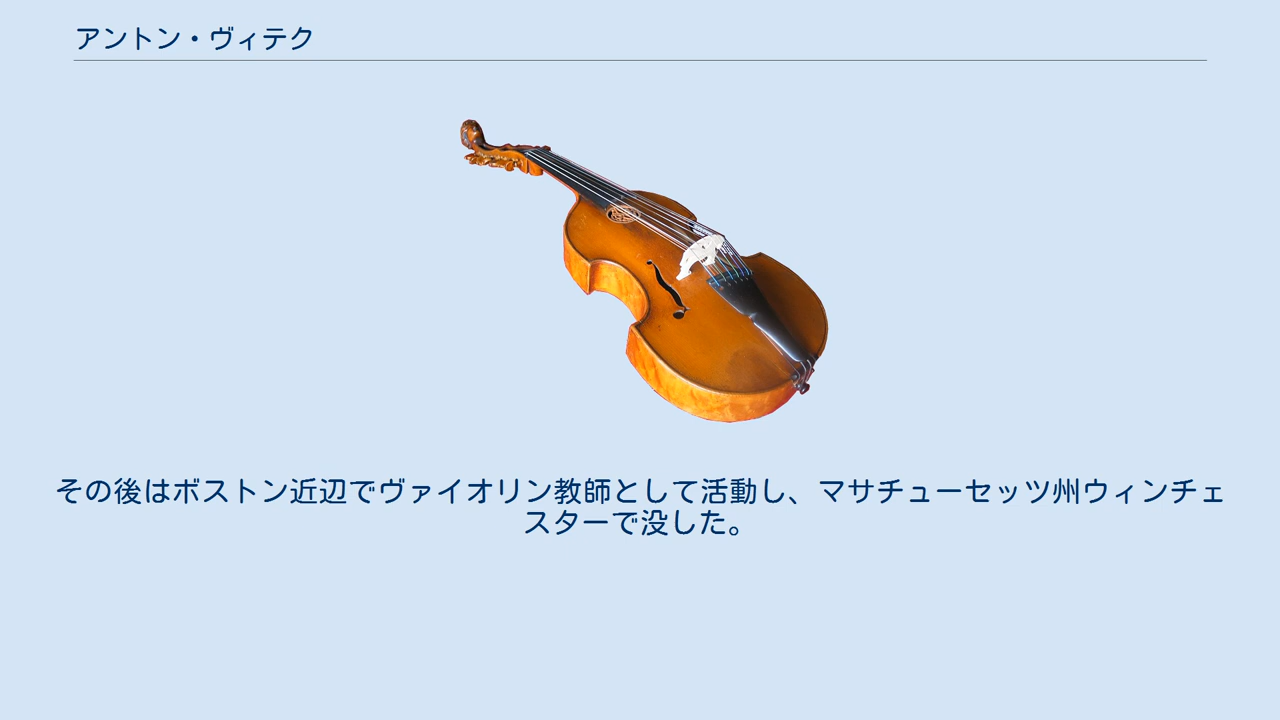 アントン・ヴィテク
その後はボストン近辺でヴァイオリン教師として活動し、マサチューセッツ州ウィンチェ
スターで没した。